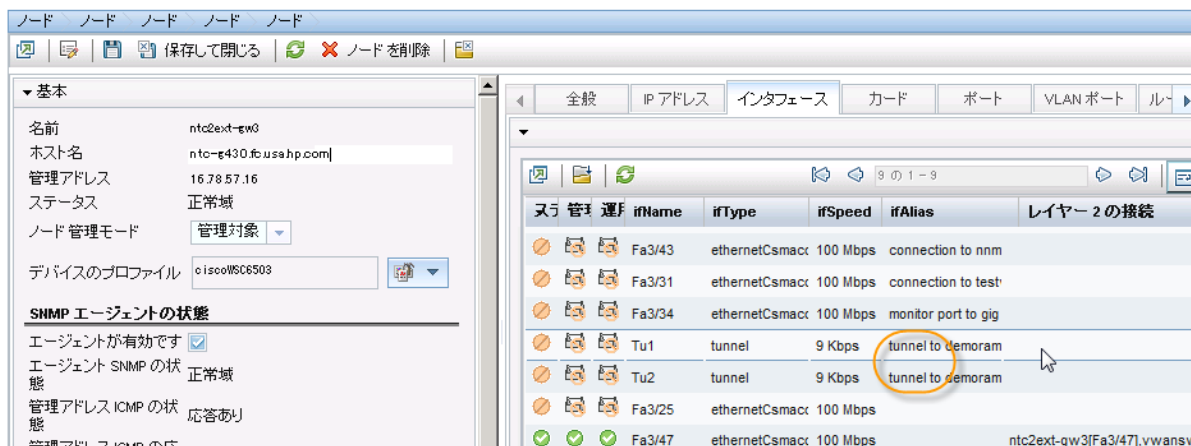 ノード ノード ノード ノード ノード
保存して閉じる ノードを削除
▼基本
名前 ntc2ext-gw3
ホスト名 ntc-g430.fc.usa.hp.com
管理アドレス 16.78.57.16
ステータス 正常域
ノード管理モード 管理対象
デバイスのプロファイル ciscoWSC6503
SNMP エージェントの状態
エージェントが有効です
エージェント SNMP の状態 正常域
管理アドレス ICMP の状態 応答あり
全般 IP アドレス インタフェース カード ポート VLAN ポート
9 の 1 - 9
管理 ifName ifType ifSpeed ifAlias レイヤー 2 の接続
Fa3/43 ethernetCsmacc 100 Mbps connection to nnm
Fa3/31 ethernetCsmacc 100 Mbps connection to test
Fa3/34 ethernetCsmacc 100 Mbps monitor port to gig
Tu1 tunnel 9 Kbps tunnel to demoram
Tu2 tunnel 9 Kbps tunnel to demoram
Fa3/25 ethernetCsmacc 100 Mbps
Fa3/47 ethernetCsmacc 100 Mbps ntc2ext-gw3[Fa3/47],vwansy